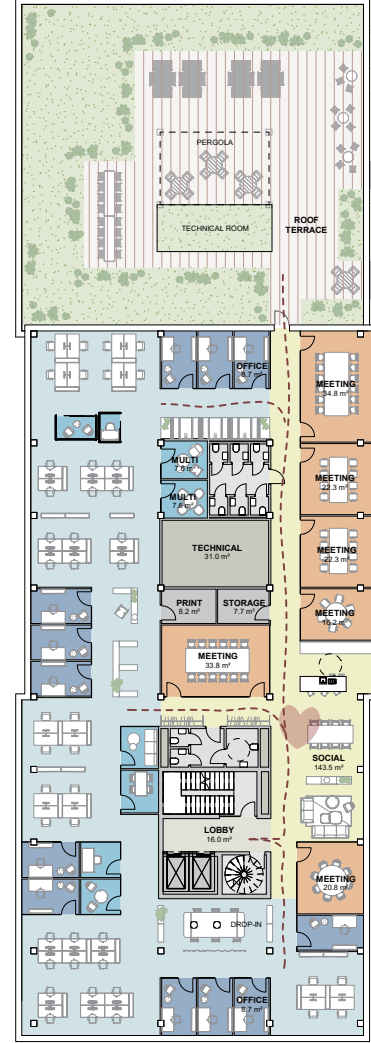 PERGOLA
TECHNICAL ROOM
ROOF
TERRACE
OFFICE
8.7 m²
MEETING
34.8 m²
MULTI
7.6 m²
MEETING
22.3 m²
MULTI
7.6 m²
TECHNICAL
31.0 m²
MEETING
22.3 m²
PRINT
8.2 m²
STORAGE
7.7 m²
MEETING
16.2 m²
MEETING
33.8 m²
SOCIAL
143.5 m²
LOBBY
16.0 m²
MEETING
20.8 m²
DROP-IN
OFFICE
8.7 m²